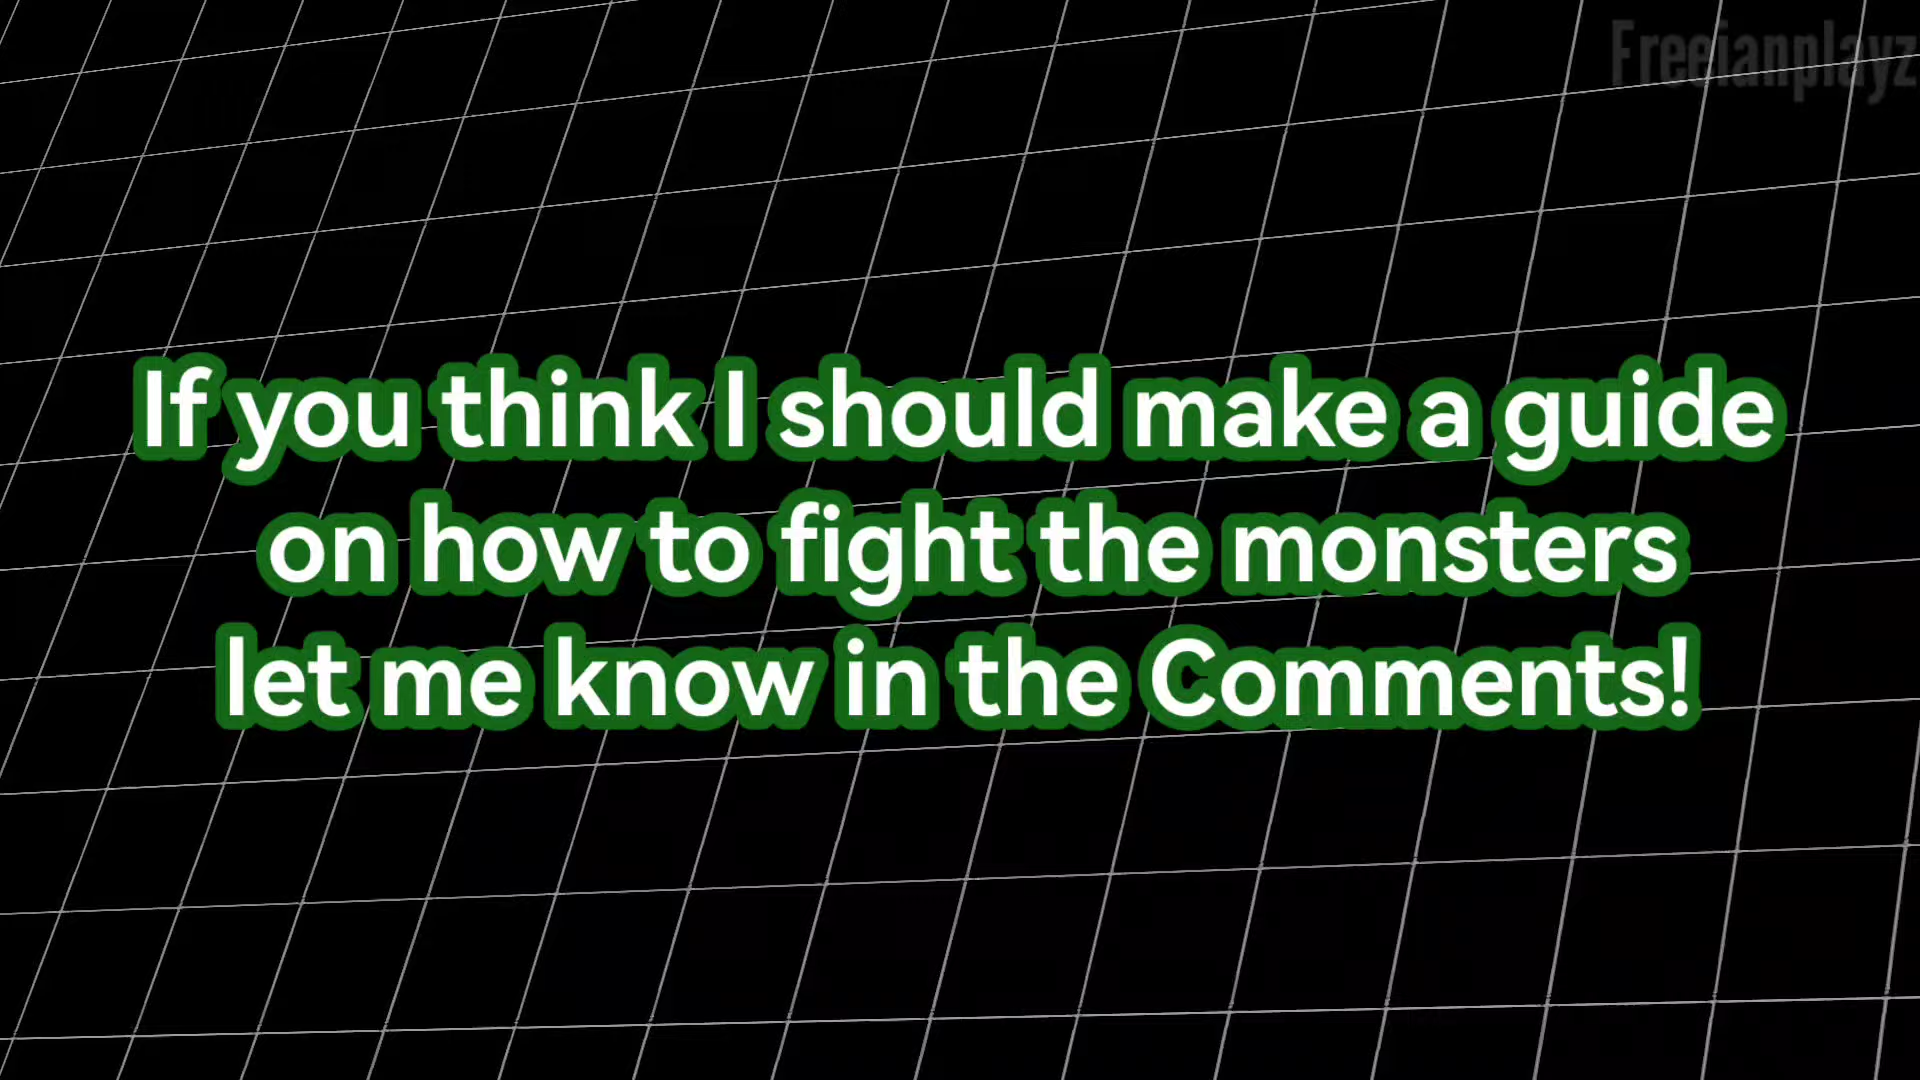 Freeianplayz
If you think I should make a guide
on how to fight the monsters
let me know in the Comments!